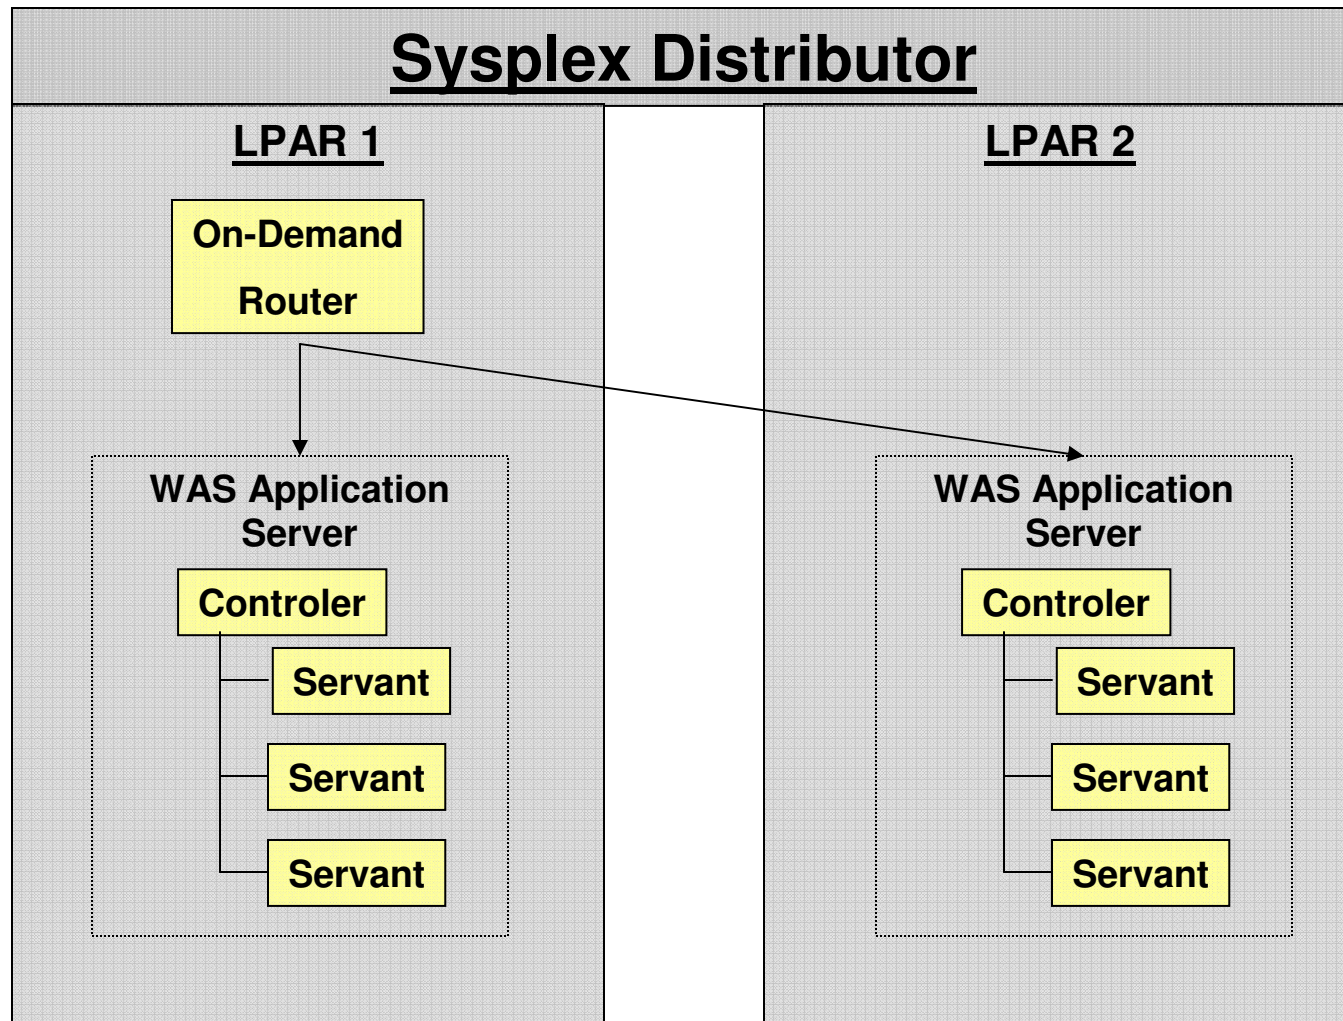 Sysplex Distributor
LPAR 1
On-Demand
Router
WAS Application
Server
Controler
Servant
Servant
Servant
LPAR 2
WAS Application
Server
Controler
Servant
Servant
Servant